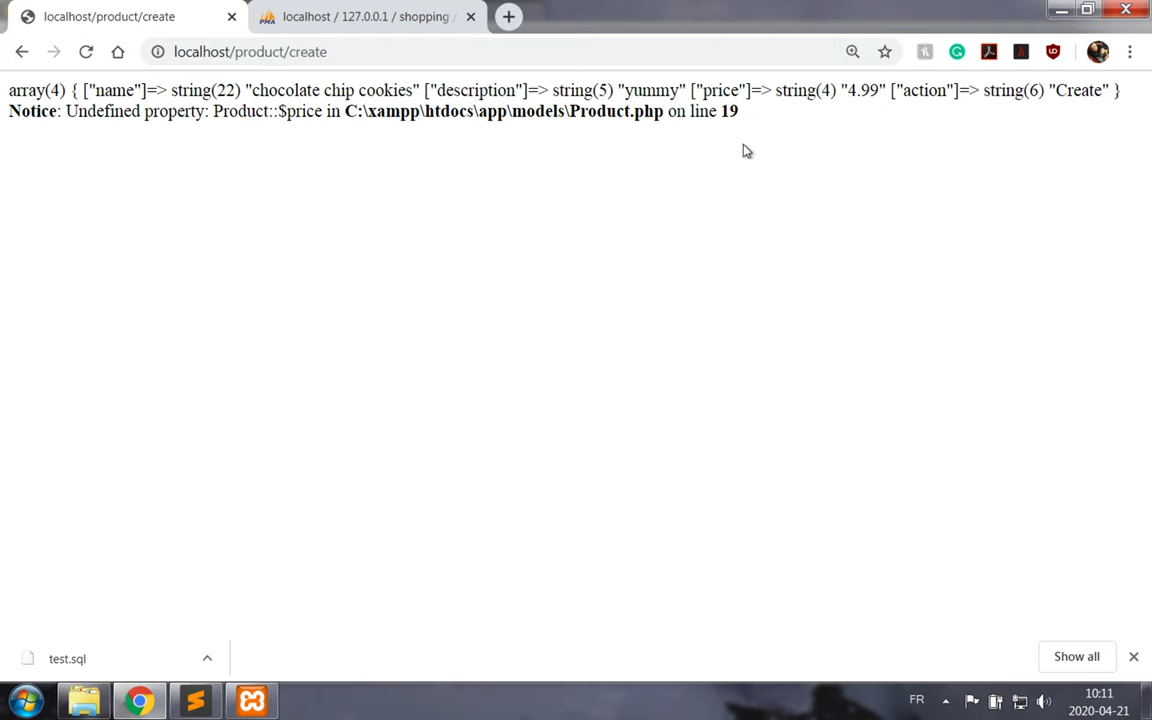 localhost/product/create
localhost / 127.0.0.1 / shopping
localhost/product/create
array(4) { ["name"]=> string(22) "chocolate chip cookies" ["description"]=> string(5) "yummy" ["price"]=> string(4) "4.99" ["action"]=> string(6) "Create" }
Notice: Undefined property: Product::$price in C:\xampp\htdocs\app\models\Product.php on line 19
test.sql
Show all
FR
10:11
2020-04-21